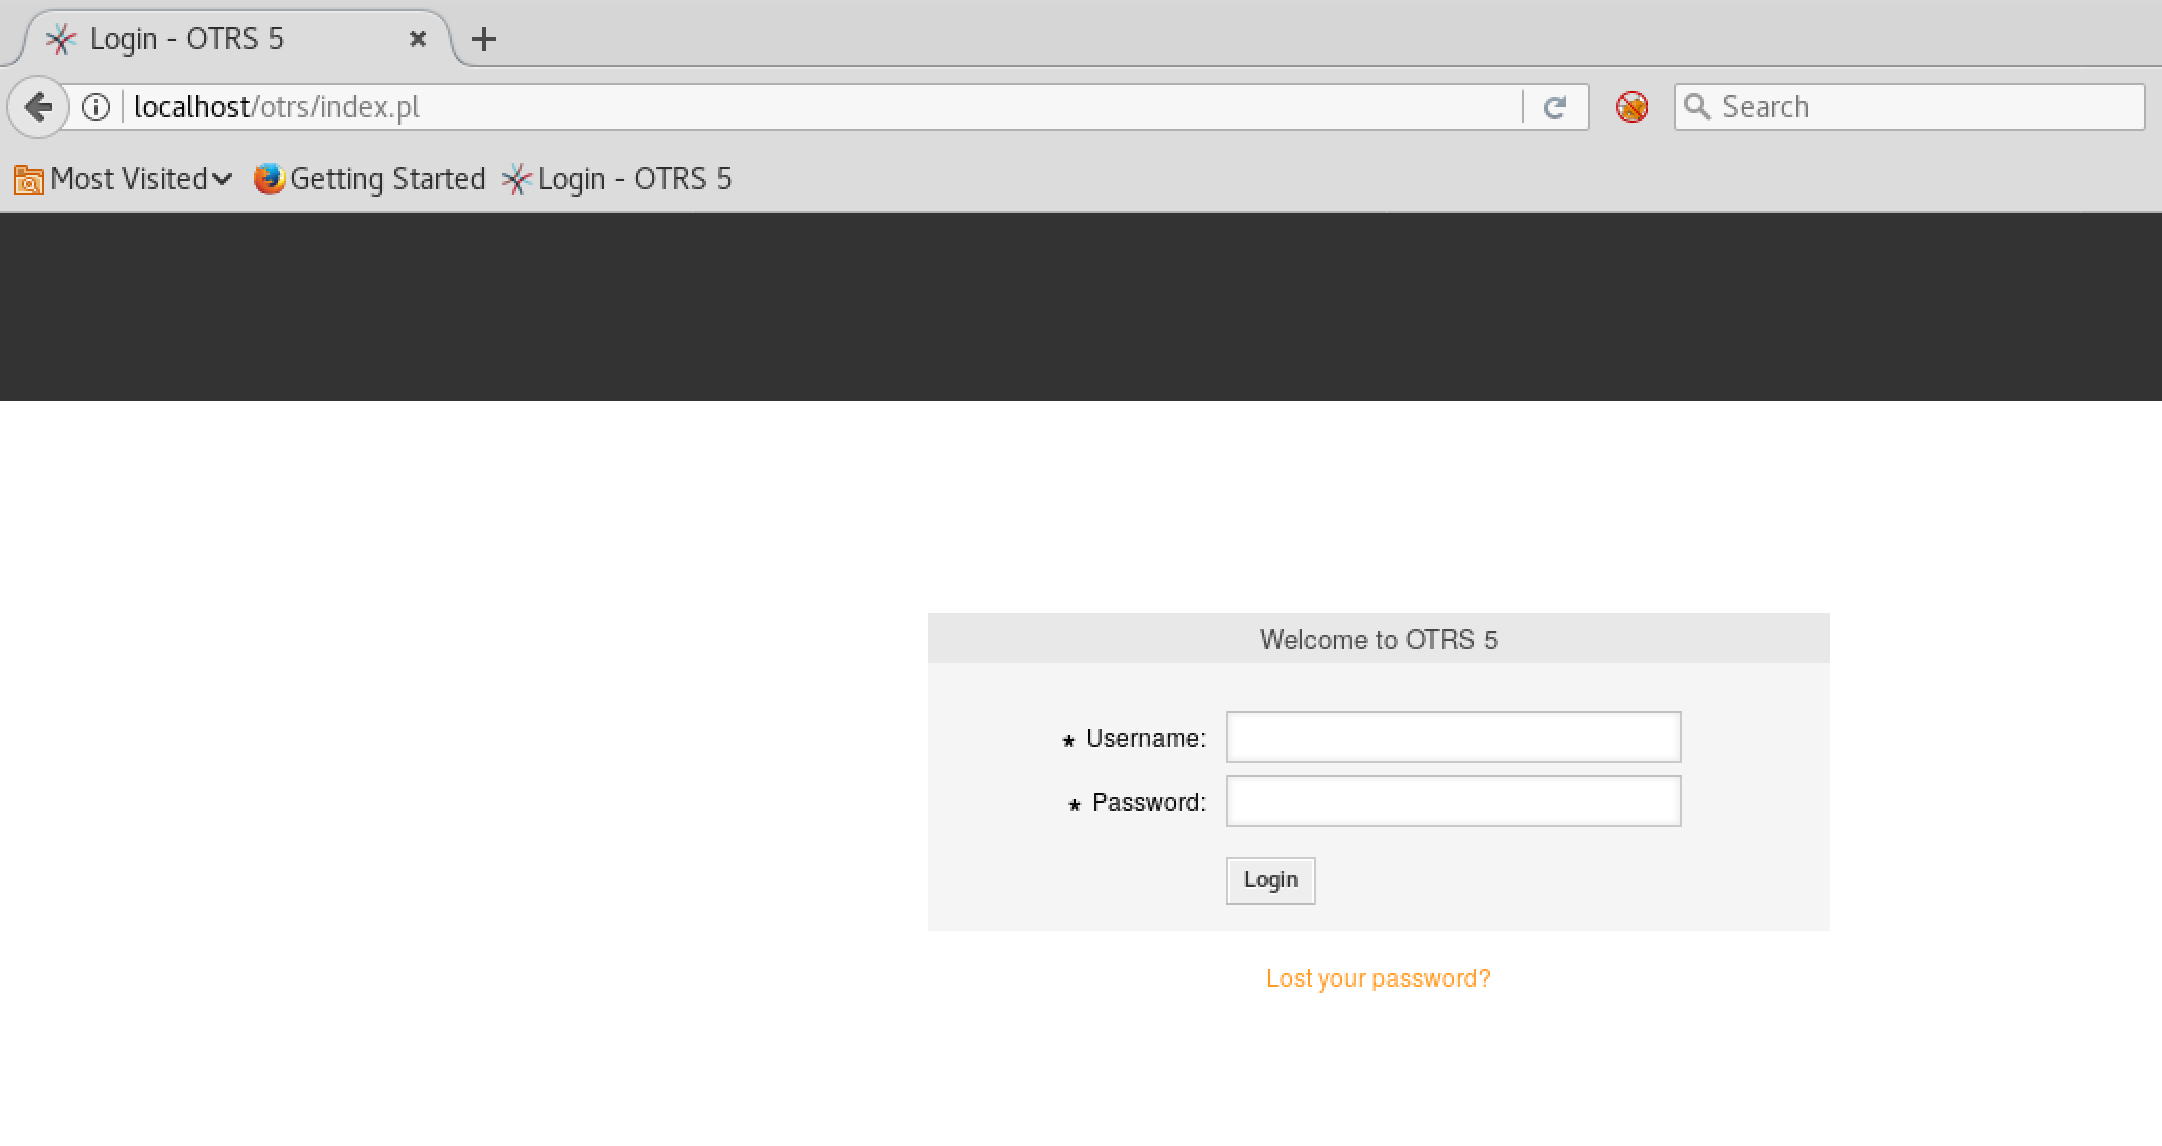 Login - OTRS 5
localhost/otrs/index.pl
Search
Most Visited
Getting Started
Login - OTRS 5
Welcome to OTRS 5
* Username:
* Password:
Login
Lost your password?